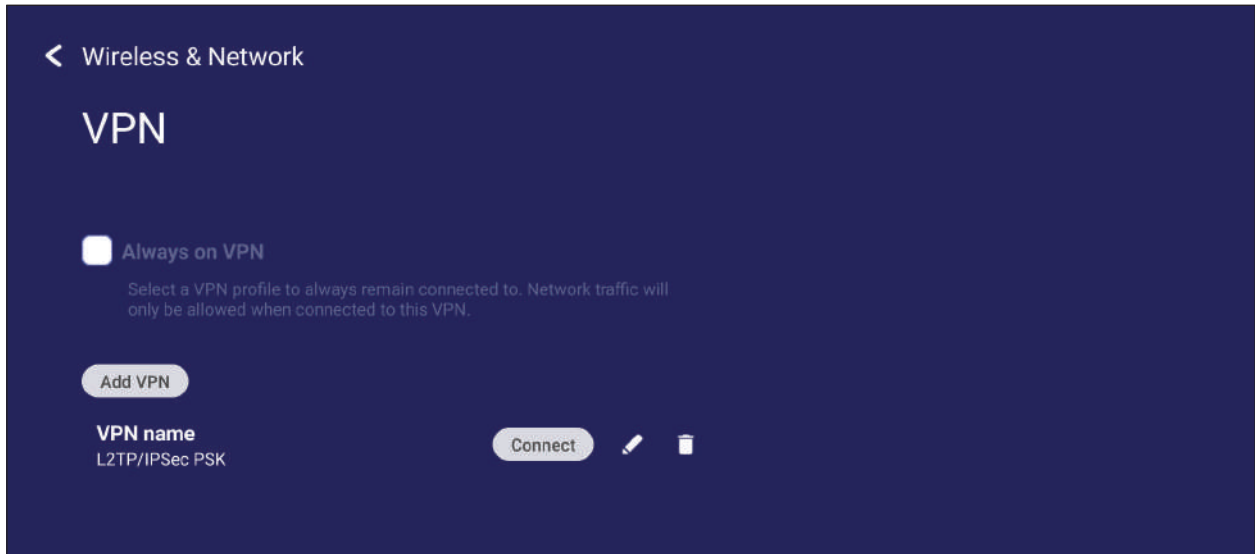 Wireless & Network
VPN
Always on VPN
Select a VPN profile to always remain connected to. Network traffic will
only be allowed when connected to this VPN.
Add VPN
VPN name
Connect
L2TP/IPSec PSK